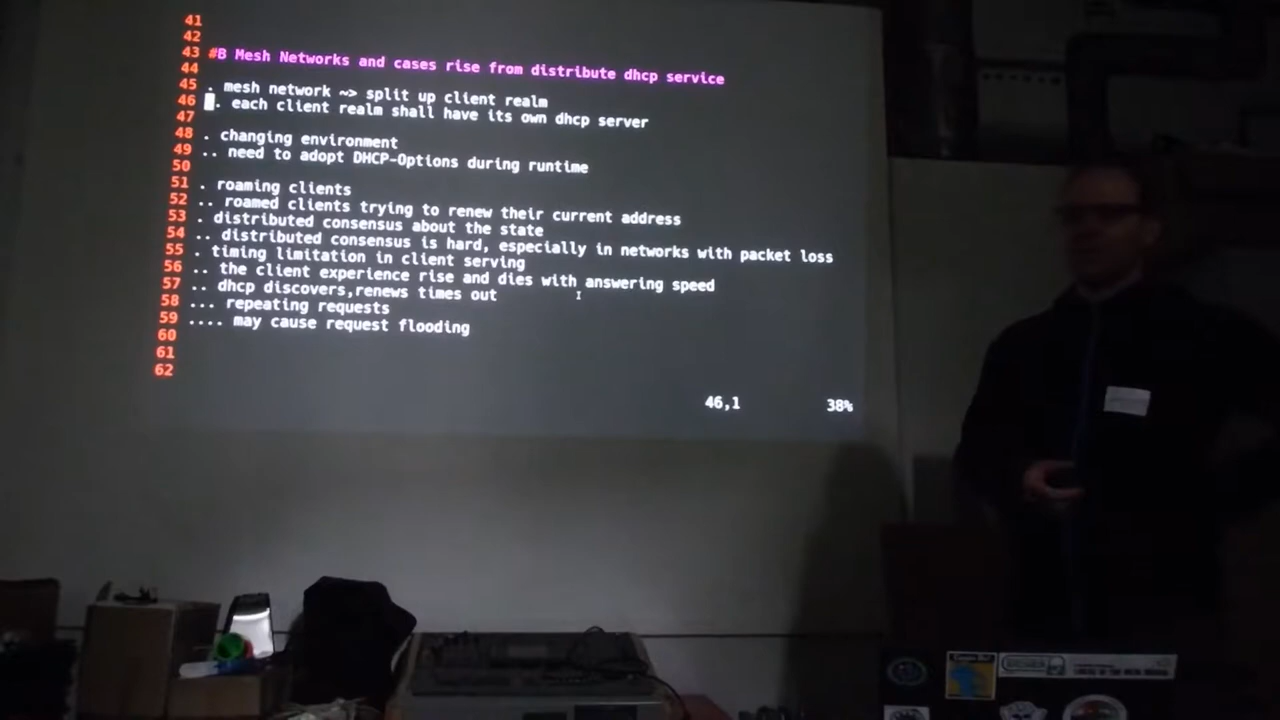 41
42
43 #B Mesh Networks and cases rise from distribute dhcp service
44
45 . mesh network ~> split up client realm
46 . each client realm shall have its own dhcp server
47
48 . changing environment
49 .. need to adopt DHCP-Options during runtime
50
51 . roaming clients
52 .. roamed clients trying to renew their current address
53 . distributed consensus about the state
54 .. distributed consensus is hard, especially in networks with packet loss
55 . timing limitation in client serving
56 .. the client experience rise and dies with answering speed
57 .. dhcp discovers,renews times out
58 ... repeating requests
59 .... may cause request flooding
60
61
62
46,1 38%